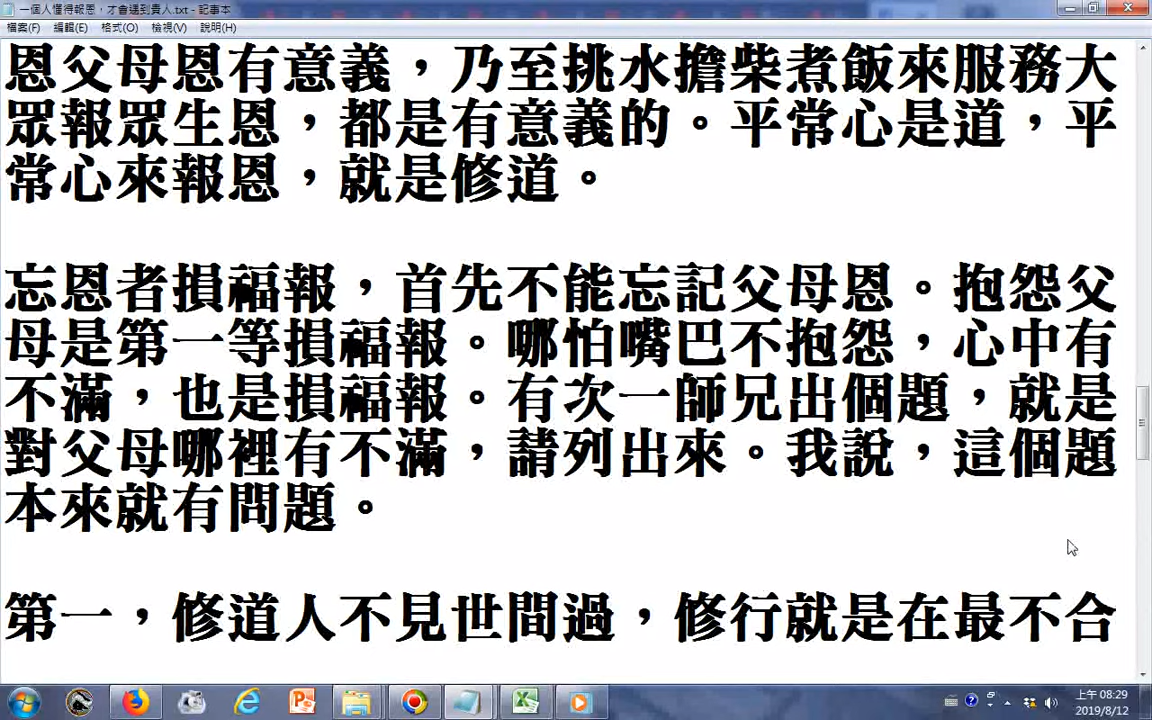 一個人懂得報恩，才會遇到貴人.txt - 記事本
檔案(F) 編輯(E) 格式(O) 檢視(V) 說明(H)
恩父母恩有意義，乃至挑水擔柴煮飯來服務大
眾報眾生恩，都是有意義的。平常心是道，平
常心來報恩，就是修道。
忘恩者損福報，首先不能忘記父母恩。抱怨父
母是第一等損福報。哪怕嘴巴不抱怨，心中有
不滿，也是損福報。有次一師兄出個題，就是
對父母哪裡有不滿，請列出來。我說，這個題
本來就有問題。
第一，修道人不見世間過，修行就是在最不合
上午 08:29
2019/8/12